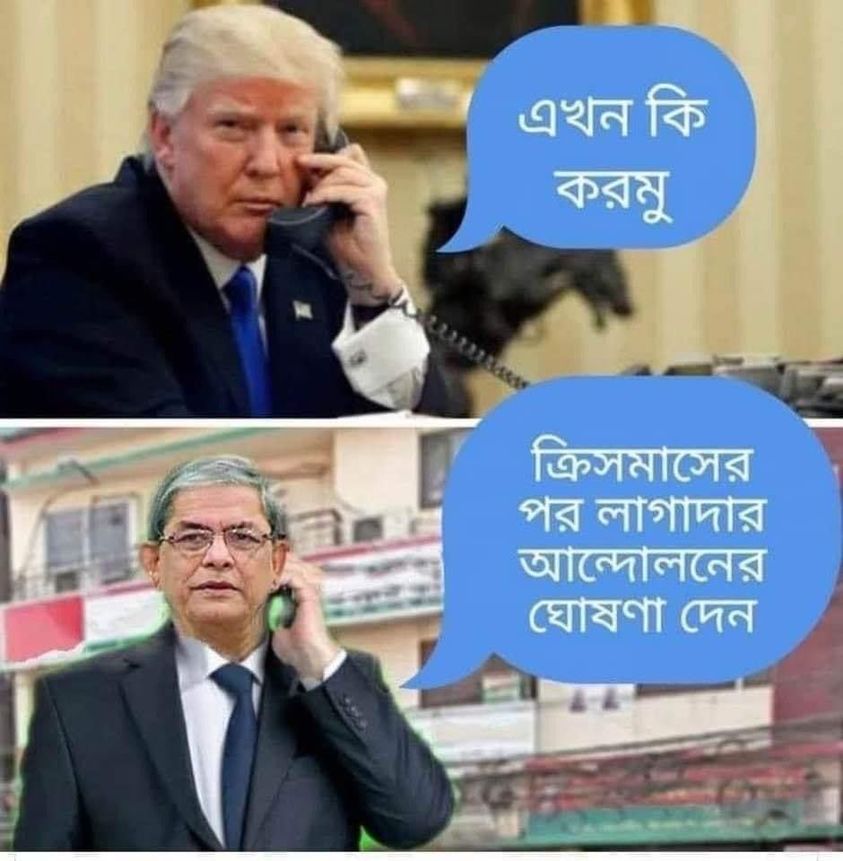 এখন কি
করমু
ক্রিসমাসের
পর লাগাদার
আন্দোলনের
ঘোষণা দেন